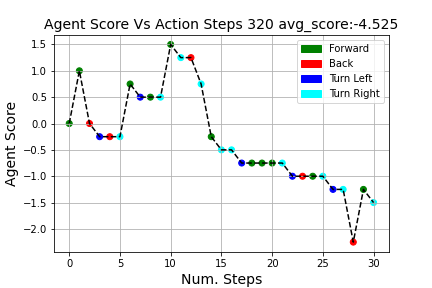 Agent Score Vs Action Steps 320 avg_score:-4.525
1.5
1.0
0.5
0.0
−0.5
−1.0
−1.5
−2.0
Agent Score
Forward
Back
Turn Left
Turn Right
0 5 10 15 20 25 30
Num. Steps